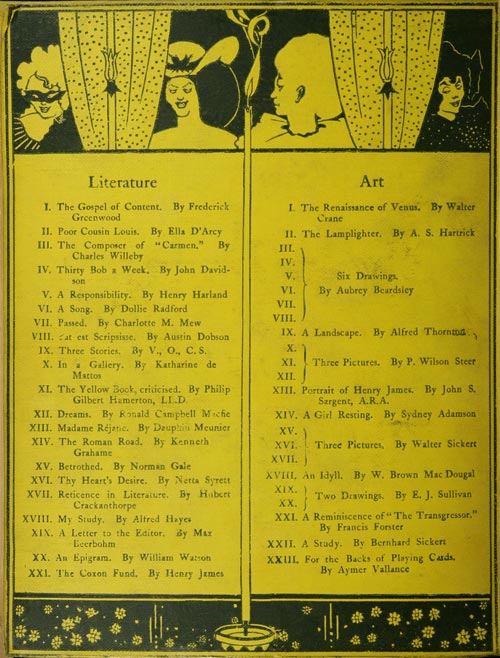 Literature
I. The Gospel of Content. By Frederick
Greenwood
II. Poor Cousin Louis. By Ella D'Arcy
III. The Composer of "Carmen." By
Charles Willeby
IV. Thirty Bob a Week. By John David-
son
V. A Responsibility. By Henry Harland
VI. A Song. By Dollie Radford
VII. Passed. By Charlotte M. Mew
VIII. Sat est Scripsisse. By Austin Dobson
IX. Three Stories. By V., O., C. S.
X. In a Gallery. By Katharine de
Mattos
XI. The Yellow Book, criticised. By Philip
Gilbert Hamerton, LL.D.
XII. Dreams. By Ronald Campbell Macfie
XIII. Madame Réjane. By Dauphin Meunier
XIV. The Roman Road. By Kenneth
Grahame
XV. Betrothed. By Norman Gale
XVI. Thy Heart's Desire. By Netta Syrett
XVII. Reticence in Literature. By Hubert
Crackanthorpe
XVIII. My Study. By Alfred Hayes
XIX. A Letter to the Editor. By Max
Beerbohm
XX. An Epigram. By William Watson
XXI. The Coxon Fund. By Henry James
Art
I. The Renaissance of Venus. By Walter
Crane
II. The Lamplighter. By A. S. Hartrick
III.
IV.
V. Six Drawings.
VI. By Aubrey Beardsley
VII.
VIII.
IX. A Landscape. By Alfred Thornton
X.
XI. Three Pictures. By P. Wilson Steer
XII.
XIII. Portrait of Henry James. By John S.
Sargent, A.R.A.
XIV. A Girl Resting. By Sydney Adamson
XV.
XVI. Three Pictures. By Walter Sickert
XVII.
XVIII. An Idyll. By W. Brown MacDougal
XIX.
XX. Two Drawings. By E. J. Sullivan
XXI. A Reminiscence of "The Transgressor."
By Francis Forster
XXII. A Study. By Bernhard Sickert
XXIII. For the Backs of Playing Cards.
By Aymer Vallance